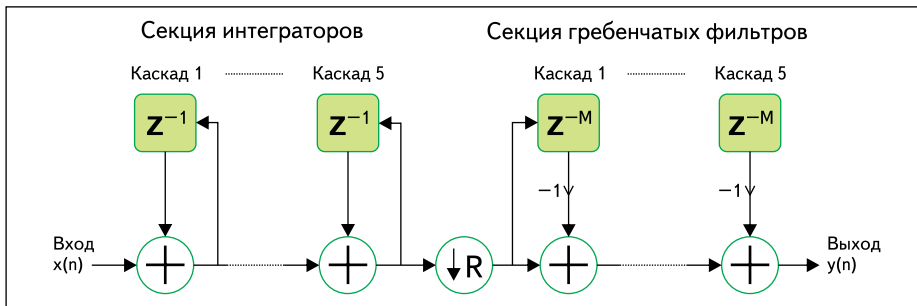 Секция интеграторов
Секция гребенчатых фильтров
Каскад 1
Каскад 5
Каскад 1
Каскад 5
Z⁻¹
Z⁻¹
Z⁻ᴹ
Z⁻ᴹ
−1
−1
Вход
x(n)
+
+
↓R
+
+
Выход
y(n)